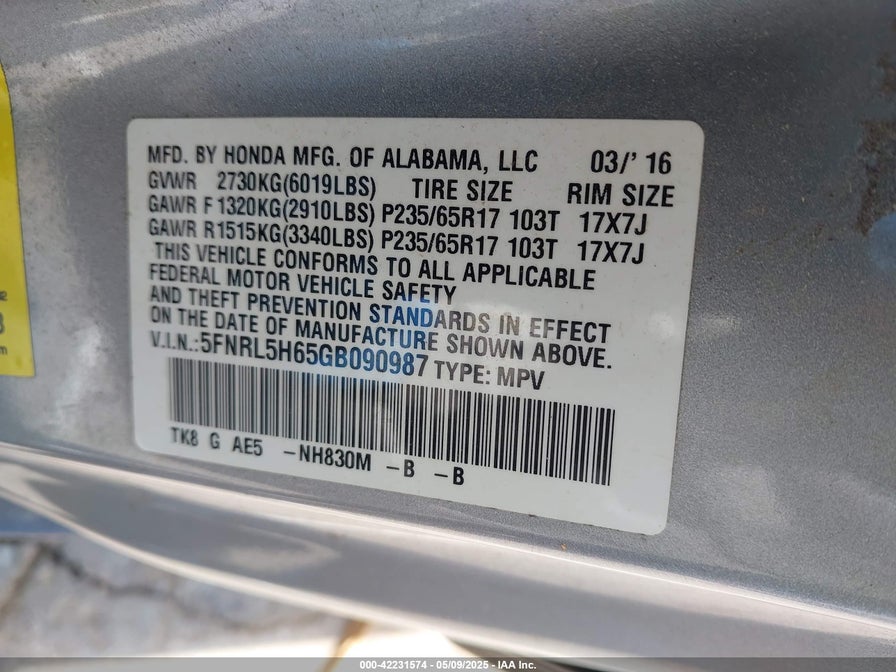 MFD. BY HONDA MFG. OF ALABAMA, LLC 03/' 16
GVWR 2730KG(6019LBS) TIRE SIZE RIM SIZE
GAWR F1320KG(2910LBS) P235/65R17 103T 17X7J
GAWR R1515KG(3340LBS) P235/65R17 103T 17X7J
THIS VEHICLE CONFORMS TO ALL APPLICABLE
FEDERAL MOTOR VEHICLE SAFETY
AND THEFT PREVENTION STANDARDS IN EFFECT
ON THE DATE OF MANUFACTURE SHOWN ABOVE.
V.I.N.:5FNRL5H65GB090987 TYPE: MPV
TK8 G AE5 -NH830M -B -B
000-42231574 | 05/09/2025 - IAA Inc.